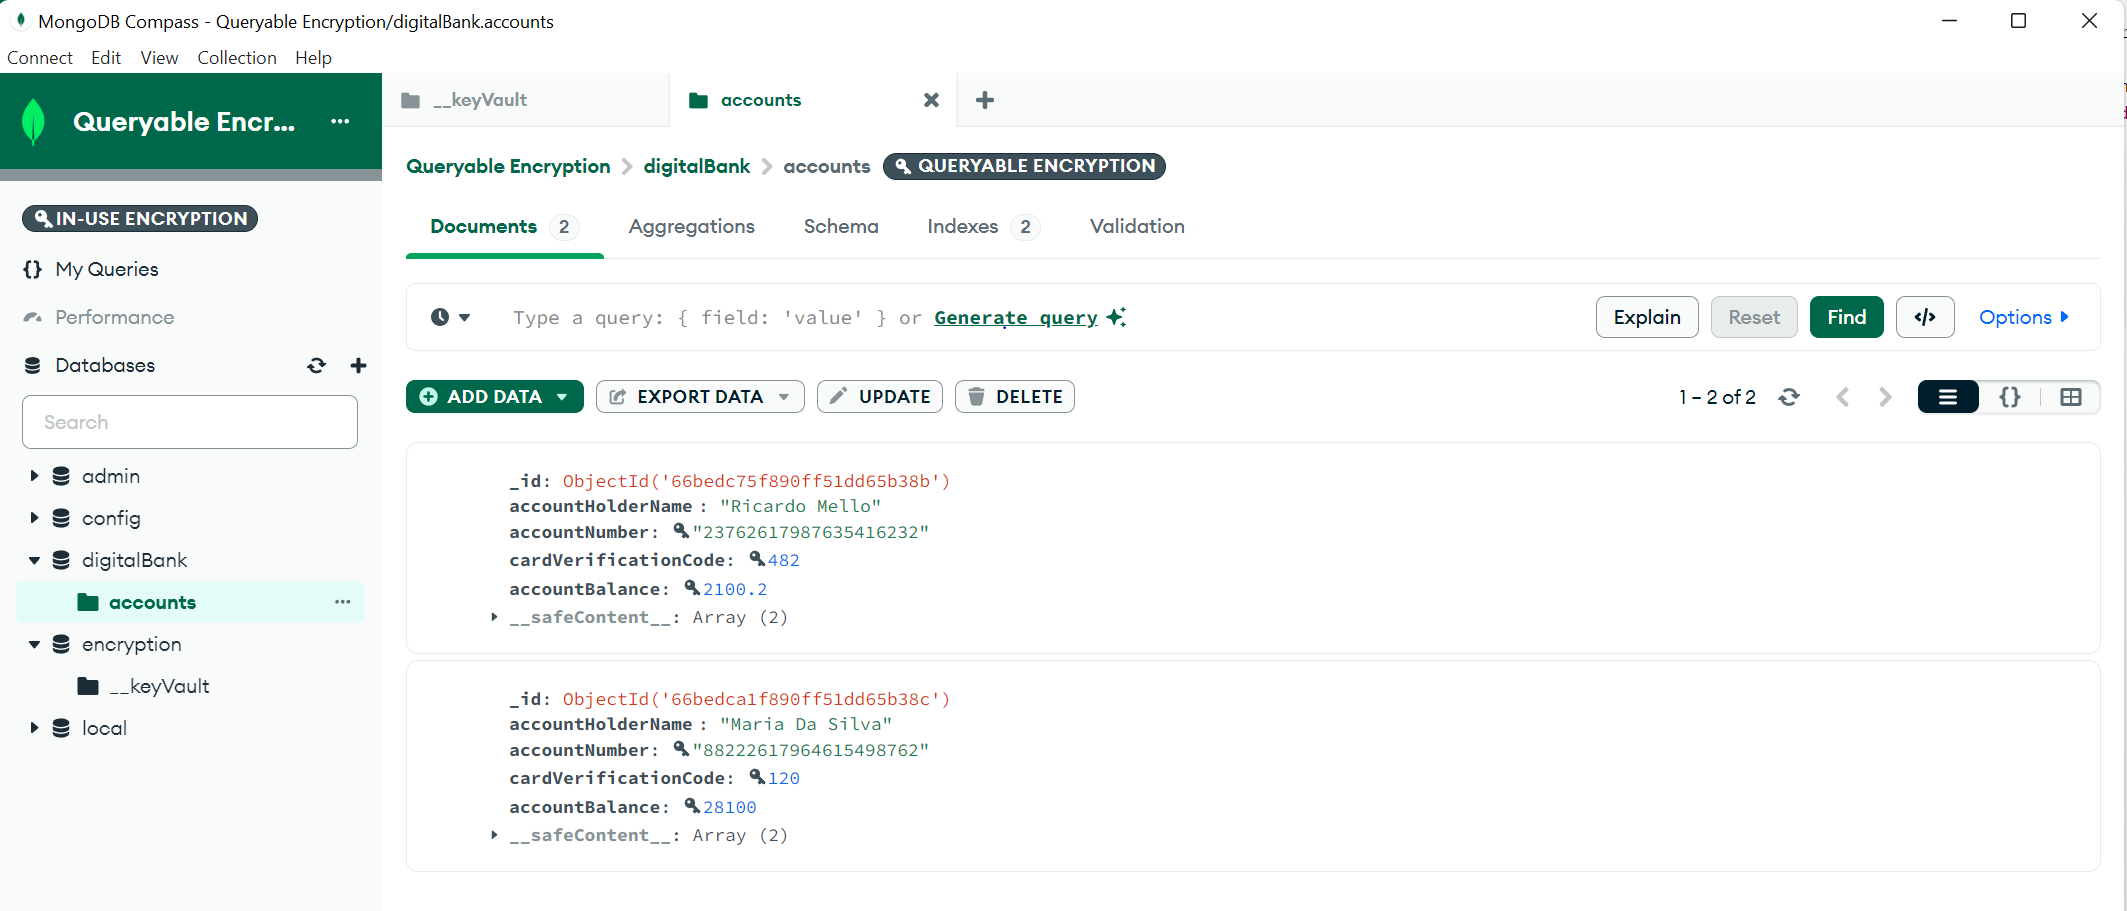 MongoDB Compass - Queryable Encryption/digitalBank.accounts
Connect Edit View Collection Help
Queryable Encr... ...
__keyVault
accounts
Queryable Encryption > digitalBank > accounts QUERYABLE ENCRYPTION
IN-USE ENCRYPTION
Documents 2 Aggregations Schema Indexes 2 Validation
{} My Queries
Performance
Type a query: { field: 'value' } or Generate query
Explain Reset Find </> Options
Databases
Search
ADD DATA EXPORT DATA UPDATE DELETE
1 – 2 of 2
{}
admin
config
digitalBank
accounts ...
encryption
__keyVault
local
_id: ObjectId('66bedc75f890ff51dd65b38b')
accountHolderName : "Ricardo Mello"
accountNumber: "23762617987635416232"
cardVerificationCode: 482
accountBalance: 2100.2
__safeContent__: Array (2)
_id: ObjectId('66bedca1f890ff51dd65b38c')
accountHolderName : "Maria Da Silva"
accountNumber: "88222617964615498762"
cardVerificationCode: 120
accountBalance: 28100
__safeContent__: Array (2)